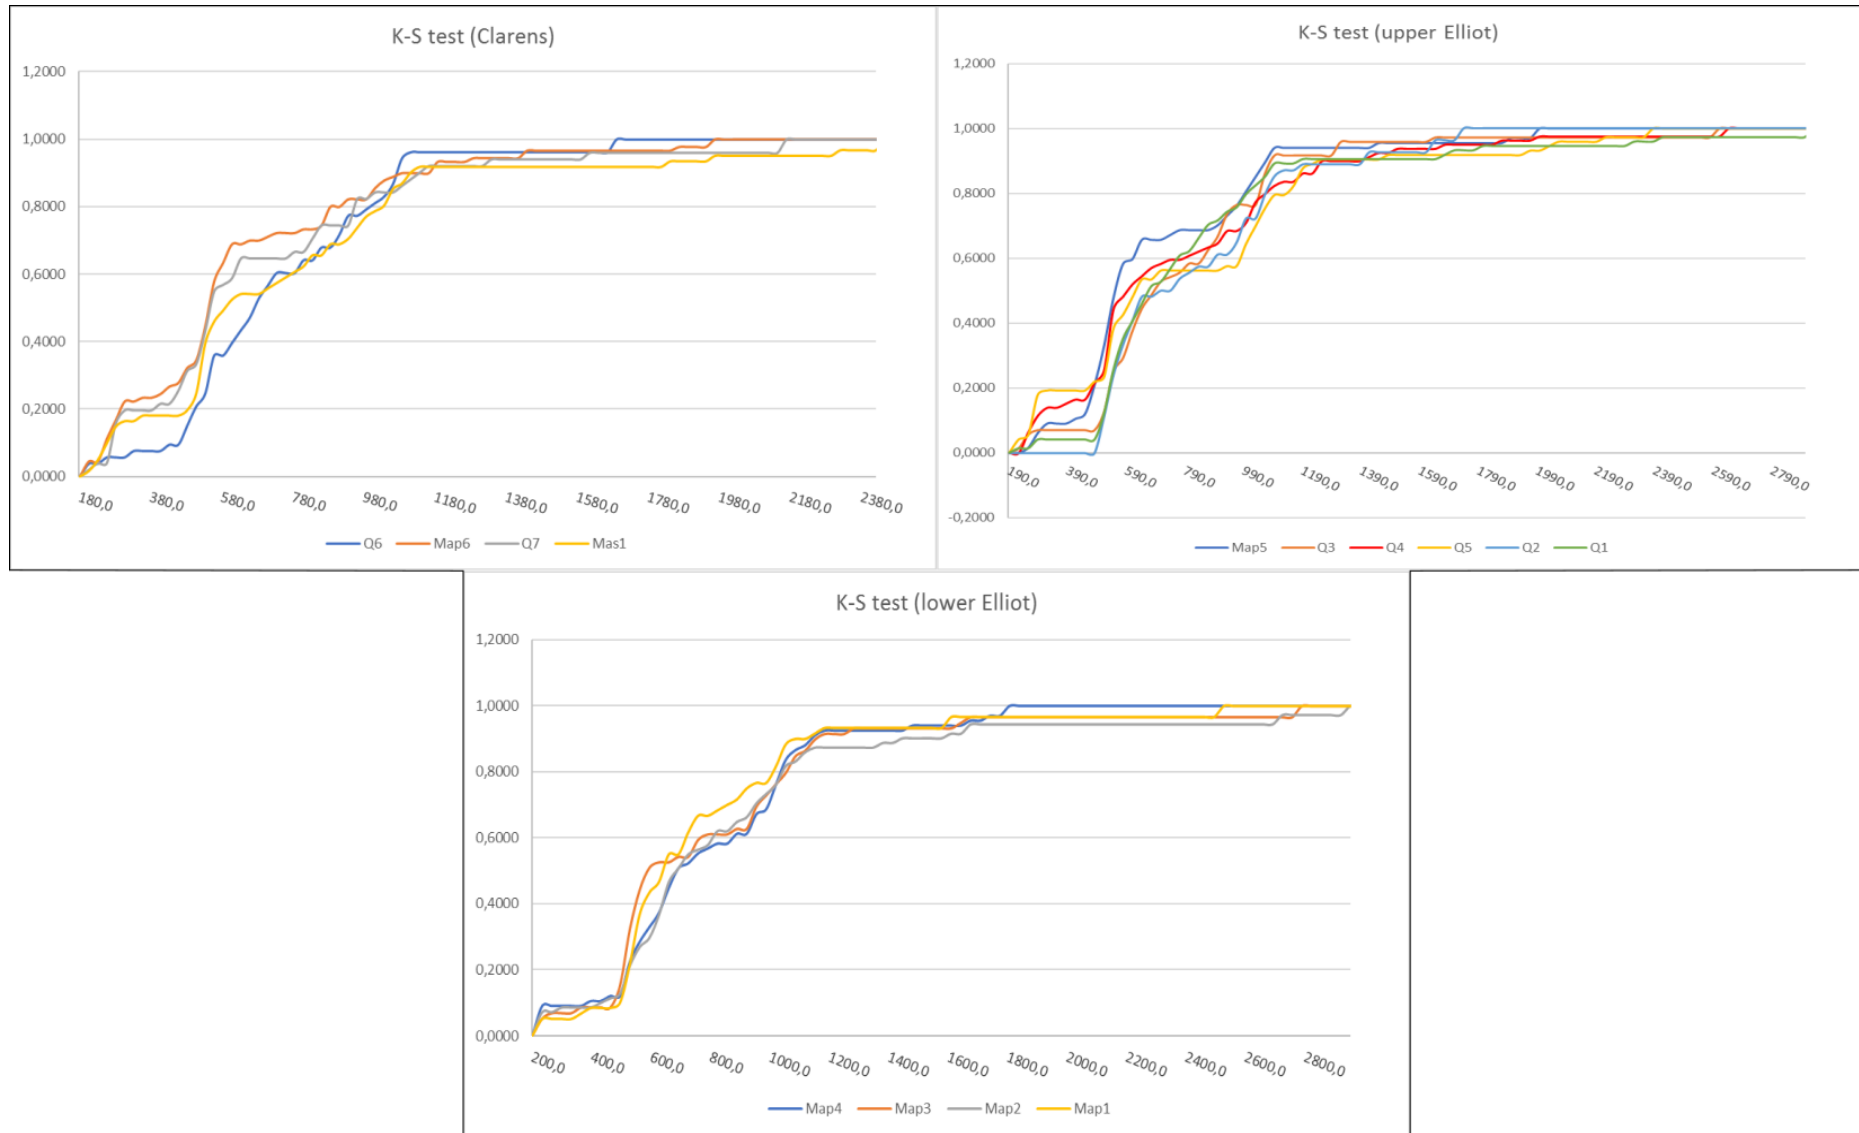 K-S test (Clarens)
1,2000
1,0000
0,8000
0,6000
0,4000
0,2000
0,0000
180,0 380,0 580,0 780,0 980,0 1180,0 1380,0 1580,0 1780,0 1980,0 2180,0 2380,0
Q6 Map6 Q7 Mas1
K-S test (upper Elliot)
1,2000
1,0000
0,8000
0,6000
0,4000
0,2000
0,0000
-0,2000
190,0 390,0 590,0 790,0 990,0 1190,0 1390,0 1590,0 1790,0 1990,0 2190,0 2390,0 2590,0 2790,0
Map5 Q3 Q4 Q5 Q2 Q1
K-S test (lower Elliot)
1,2000
1,0000
0,8000
0,6000
0,4000
0,2000
0,0000
200,0 400,0 600,0 800,0 1000,0 1200,0 1400,0 1600,0 1800,0 2000,0 2200,0 2400,0 2600,0 2800,0
Map4 Map3 Map2 Map1